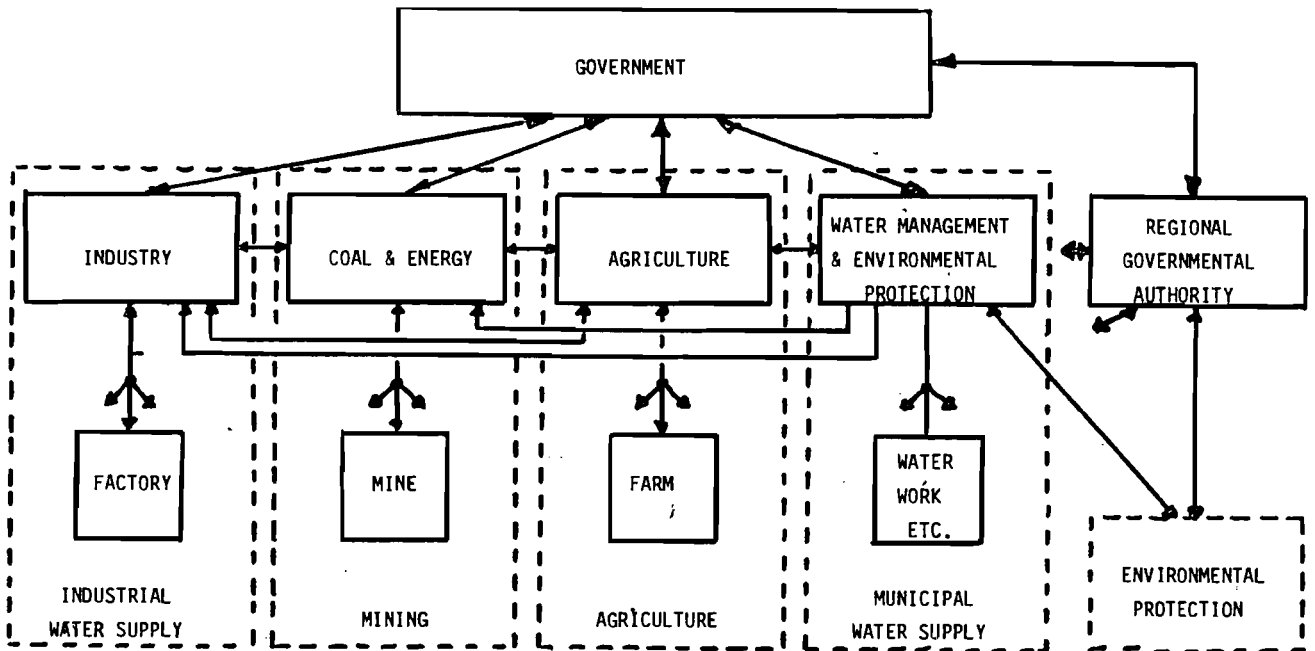 GOVERNMENT
INDUSTRY
COAL & ENERGY
AGRICULTURE
WATER MANAGEMENT
& ENVIRONMENTAL
PROTECTION
REGIONAL
GOVERNMENTAL
AUTHORITY
FACTORY
MINE
FARM
WATER
WORK
ETC.
INDUSTRIAL
WATER SUPPLY
MINING
AGRICULTURE
MUNICIPAL
WATER SUPPLY
ENVIRONMENTAL
PROTECTION